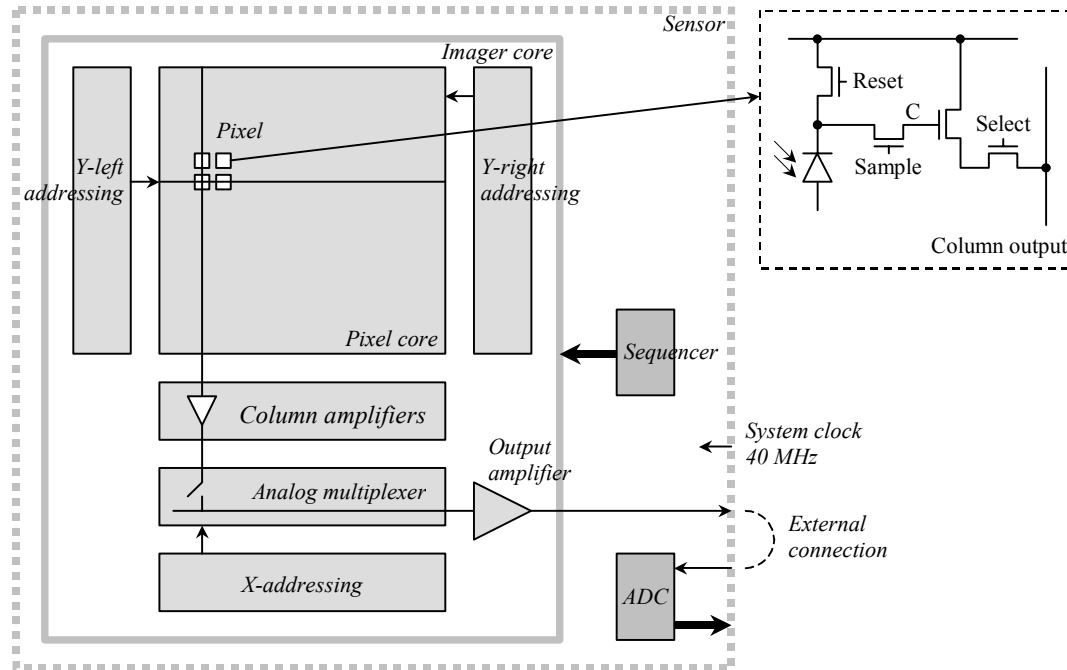 Sensor
Imager core
Y-left
addressing
Pixel
Y-right
addressing
Pixel core
Reset
C
Select
Sample
Column output
Sequencer
Column amplifiers
Output
amplifier
System clock
40 MHz
Analog multiplexer
External
connection
X-addressing
ADC